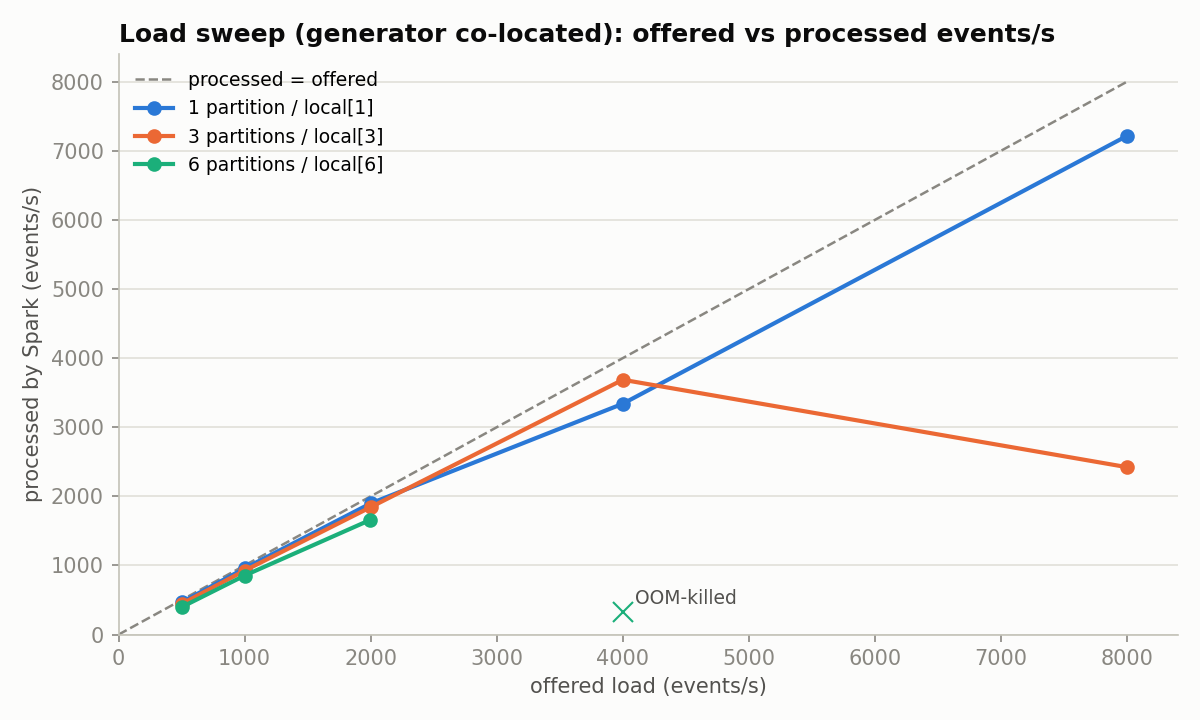 Load sweep (generator co-located): offered vs processed events/s
processed = offered
1 partition / local[1]
3 partitions / local[3]
6 partitions / local[6]
processed by Spark (events/s)
8000
7000
6000
5000
4000
3000
2000
1000
0
OOM-killed
0
1000
2000
3000
4000
5000
6000
7000
8000
offered load (events/s)